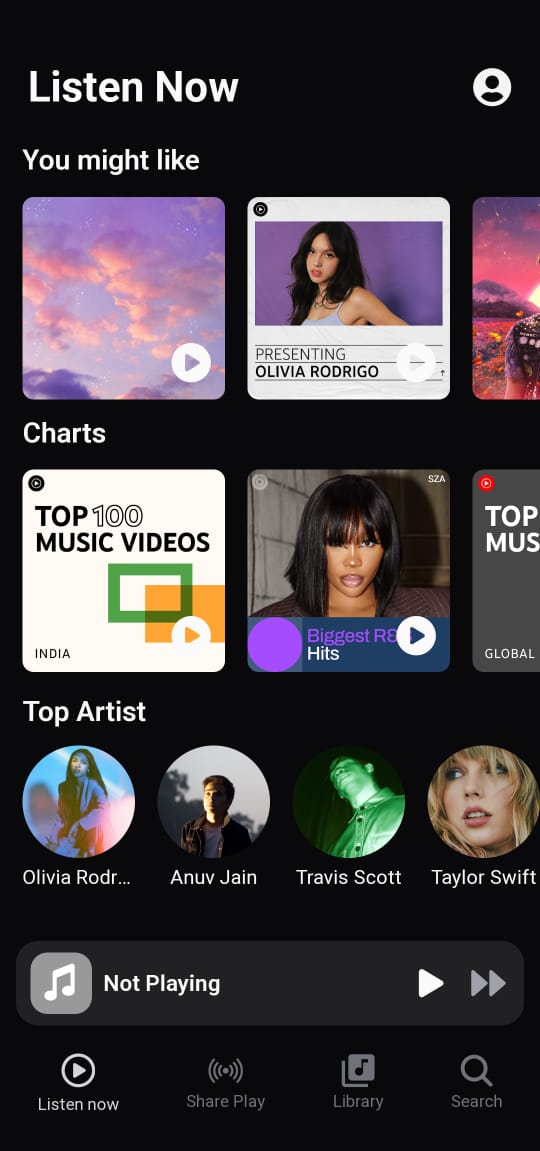 Listen Now
You might like
PRESENTING
OLIVIA RODRIGO
Charts
TOP 100
MUSIC VIDEOS
INDIA
SZA
Biggest R&
Hits
TOP
MUS
GLOBAL
Top Artist
Olivia Rodr...
Anuv Jain
Travis Scott
Taylor Swift
Not Playing
Listen now
Share Play
Library
Search